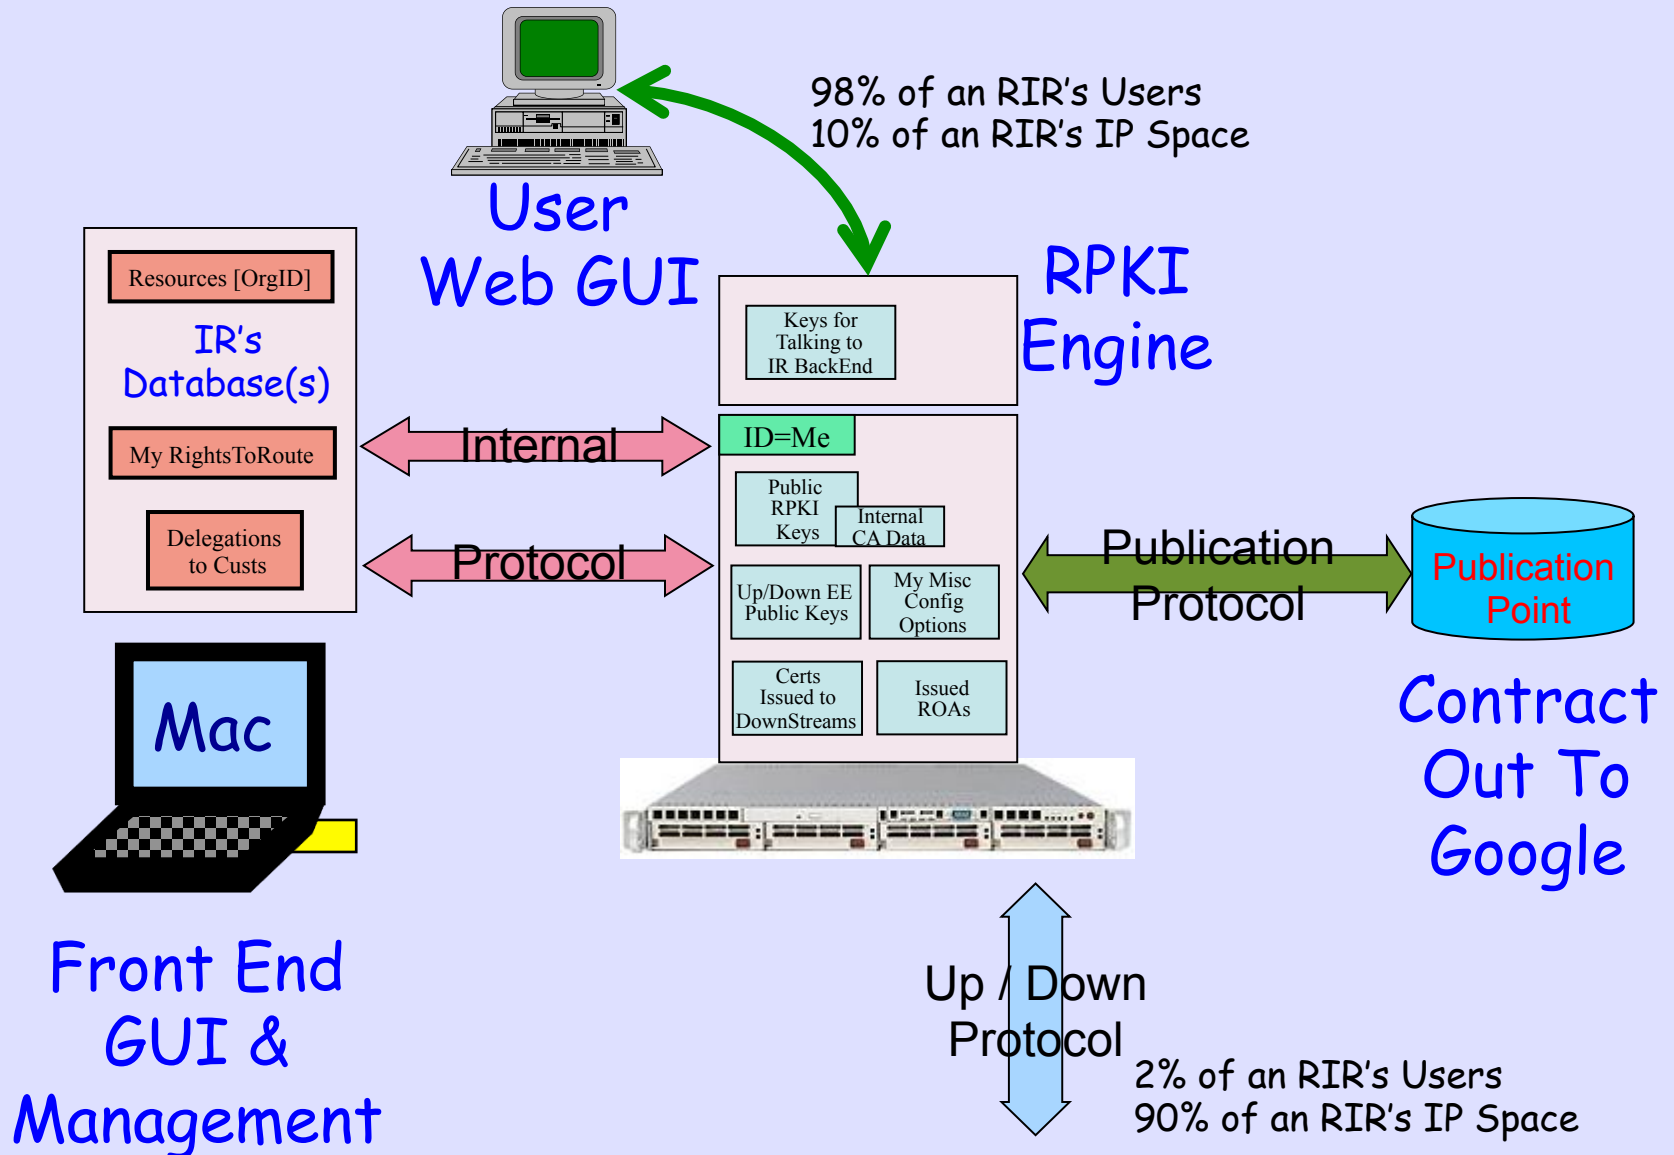 98% of an RIR's Users
10% of an RIR's IP Space
User
Web GUI
RPKI
Engine
Resources [OrgID]
IR's
Database(s)
My RightsToRoute
Delegations
to Custs
Internal
Protocol
Keys for
Talking to
IR BackEnd
ID=Me
Public
RPKI
Keys
Internal
CA Data
Up/Down EE
Public Keys
My Misc
Config
Options
Certs
Issued to
DownStreams
Issued
ROAs
Publication
Protocol
Publication
Point
Contract
Out To
Google
Mac
Front End
GUI &
Management
Up / Down
Protocol
2% of an RIR's Users
90% of an RIR's IP Space